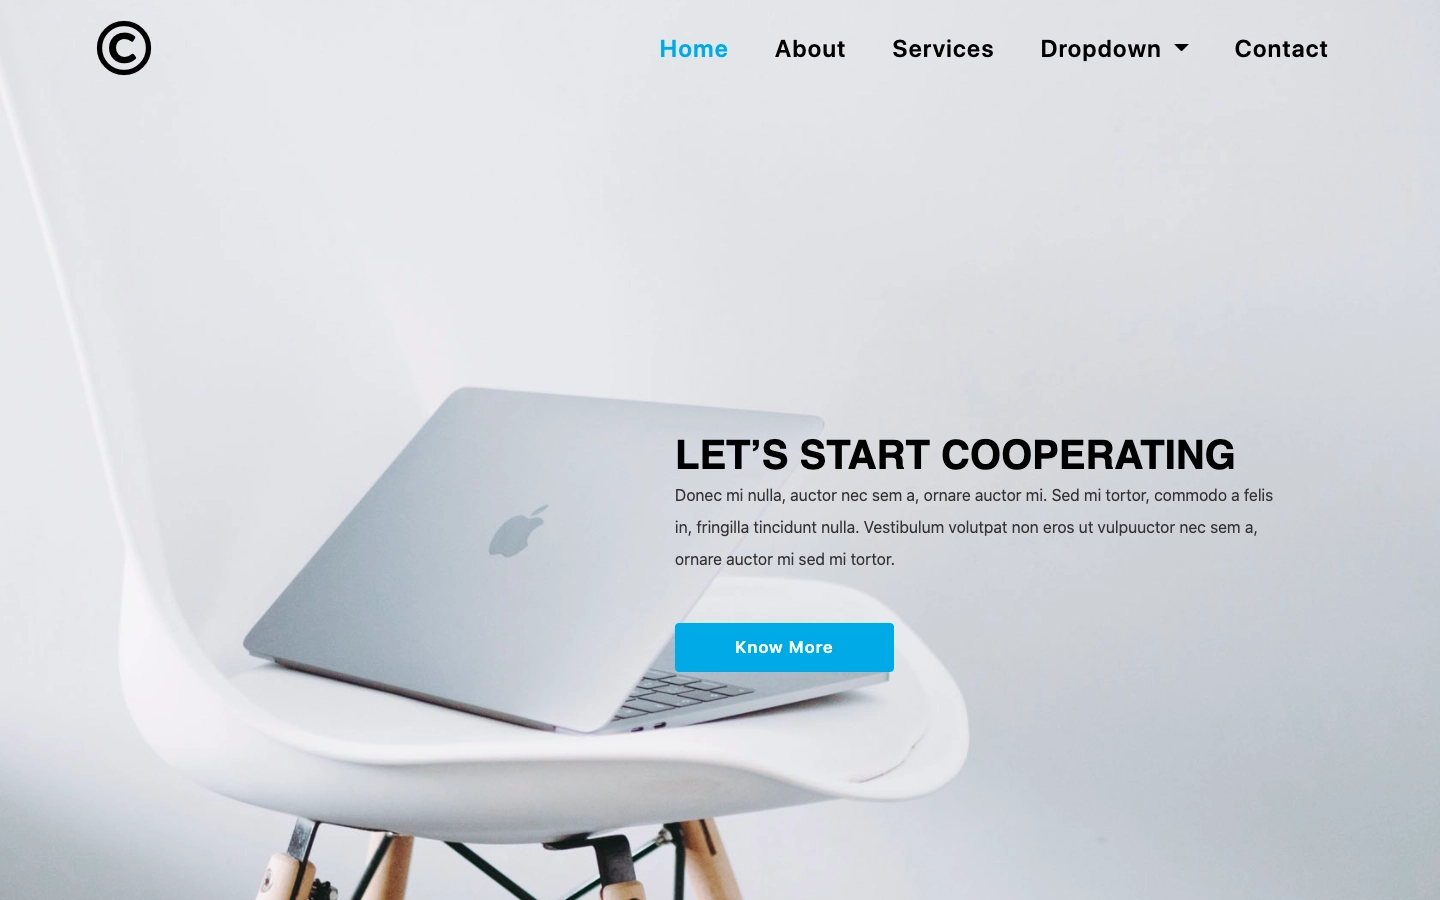 ©
Home About Services Dropdown Contact
LET’S START COOPERATING
Donec mi nulla, auctor nec sem a, ornare auctor mi. Sed mi tortor, commodo a felis
in, fringilla tincidunt nulla. Vestibulum volutpat non eros ut vulpuuctor nec sem a,
ornare auctor mi sed mi tortor.
Know More